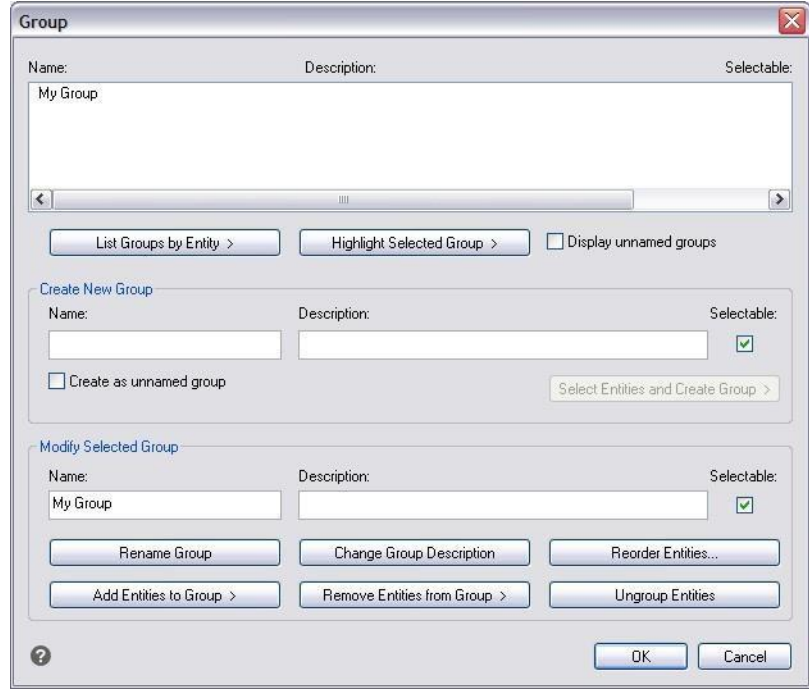 Group
Name: Description: Selectable:
My Group
List Groups by Entity > Highlight Selected Group > Display unnamed groups
Create New Group
Name: Description: Selectable:
Create as unnamed group
Select Entities and Create Group >
Modify Selected Group
Name: Description: Selectable:
My Group
Rename Group Change Group Description Reorder Entities...
Add Entities to Group > Remove Entities from Group > Ungroup Entities
? OK Cancel